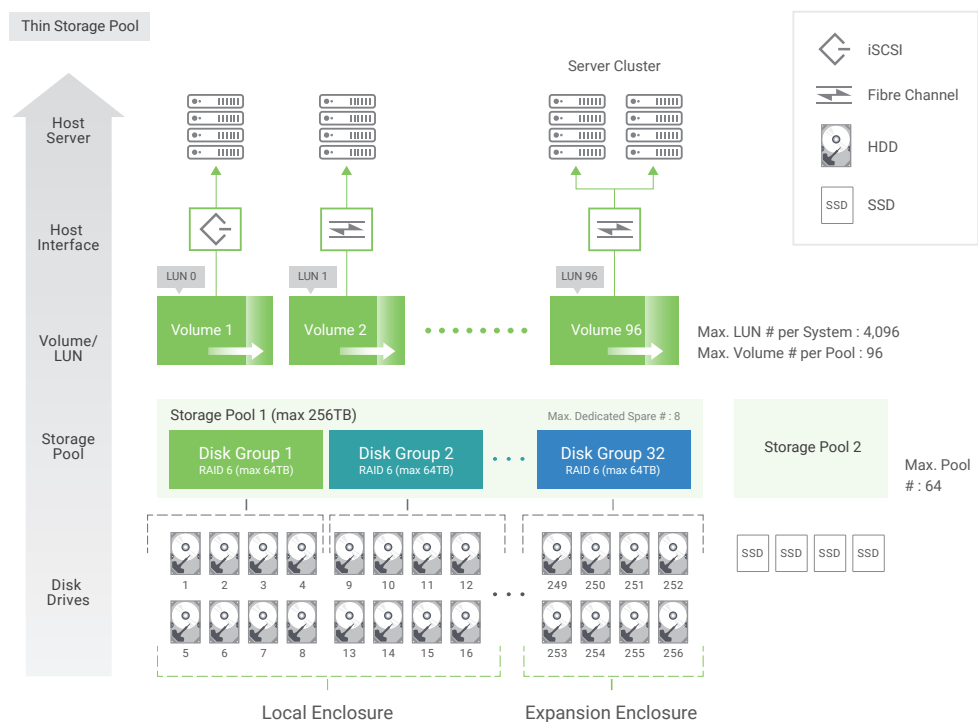 Thin Storage Pool
iSCSI
Fibre Channel
HDD
SSD
SSD
Host
Server
Server Cluster
Host
Interface
Volume/
LUN
LUN 0
LUN 1
LUN 96
Volume 1
Volume 2
Volume 96
Max. LUN # per System : 4,096
Max. Volume # per Pool : 96
Storage
Pool
Storage Pool 1 (max 256TB)
Max. Dedicated Spare # : 8
Disk Group 1
RAID 6 (max 64TB)
Disk Group 2
RAID 6 (max 64TB)
Disk Group 32
RAID 6 (max 64TB)
Storage Pool 2
Max. Pool
# : 64
Disk
Drives
1 2 3 4 9 10 11 12 249 250 251 252
SSD SSD SSD SSD
5 6 7 8 13 14 15 16 253 254 255 256
Local Enclosure
Expansion Enclosure